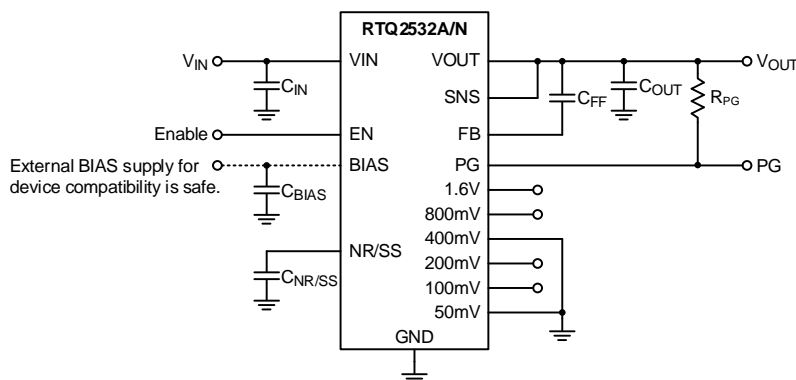 RTQ2532A/N
VIN
VIN
VOUT
VOUT
CIN
SNS
CFF
COUT
RPG
Enable
EN
FB
External BIAS supply for
device compatibility is safe.
BIAS
PG
PG
CBIAS
1.6V
800mV
NR/SS
400mV
CNR/SS
200mV
100mV
50mV
GND